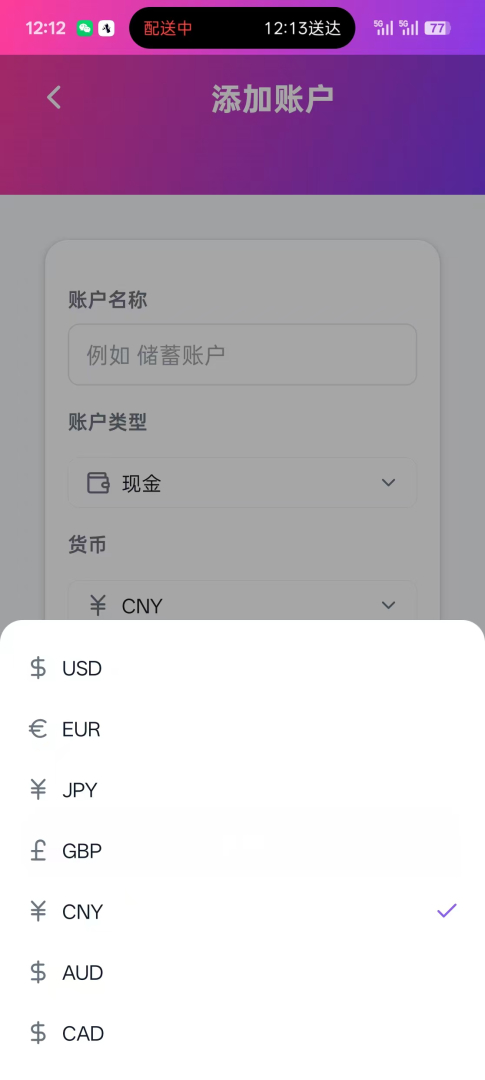 12:12
配送中 12:13送达
5G 5G 77
添加账户
账户名称
例如 储蓄账户
账户类型
现金
货币
¥ CNY
$ USD
€ EUR
¥ JPY
£ GBP
¥ CNY
$ AUD
$ CAD